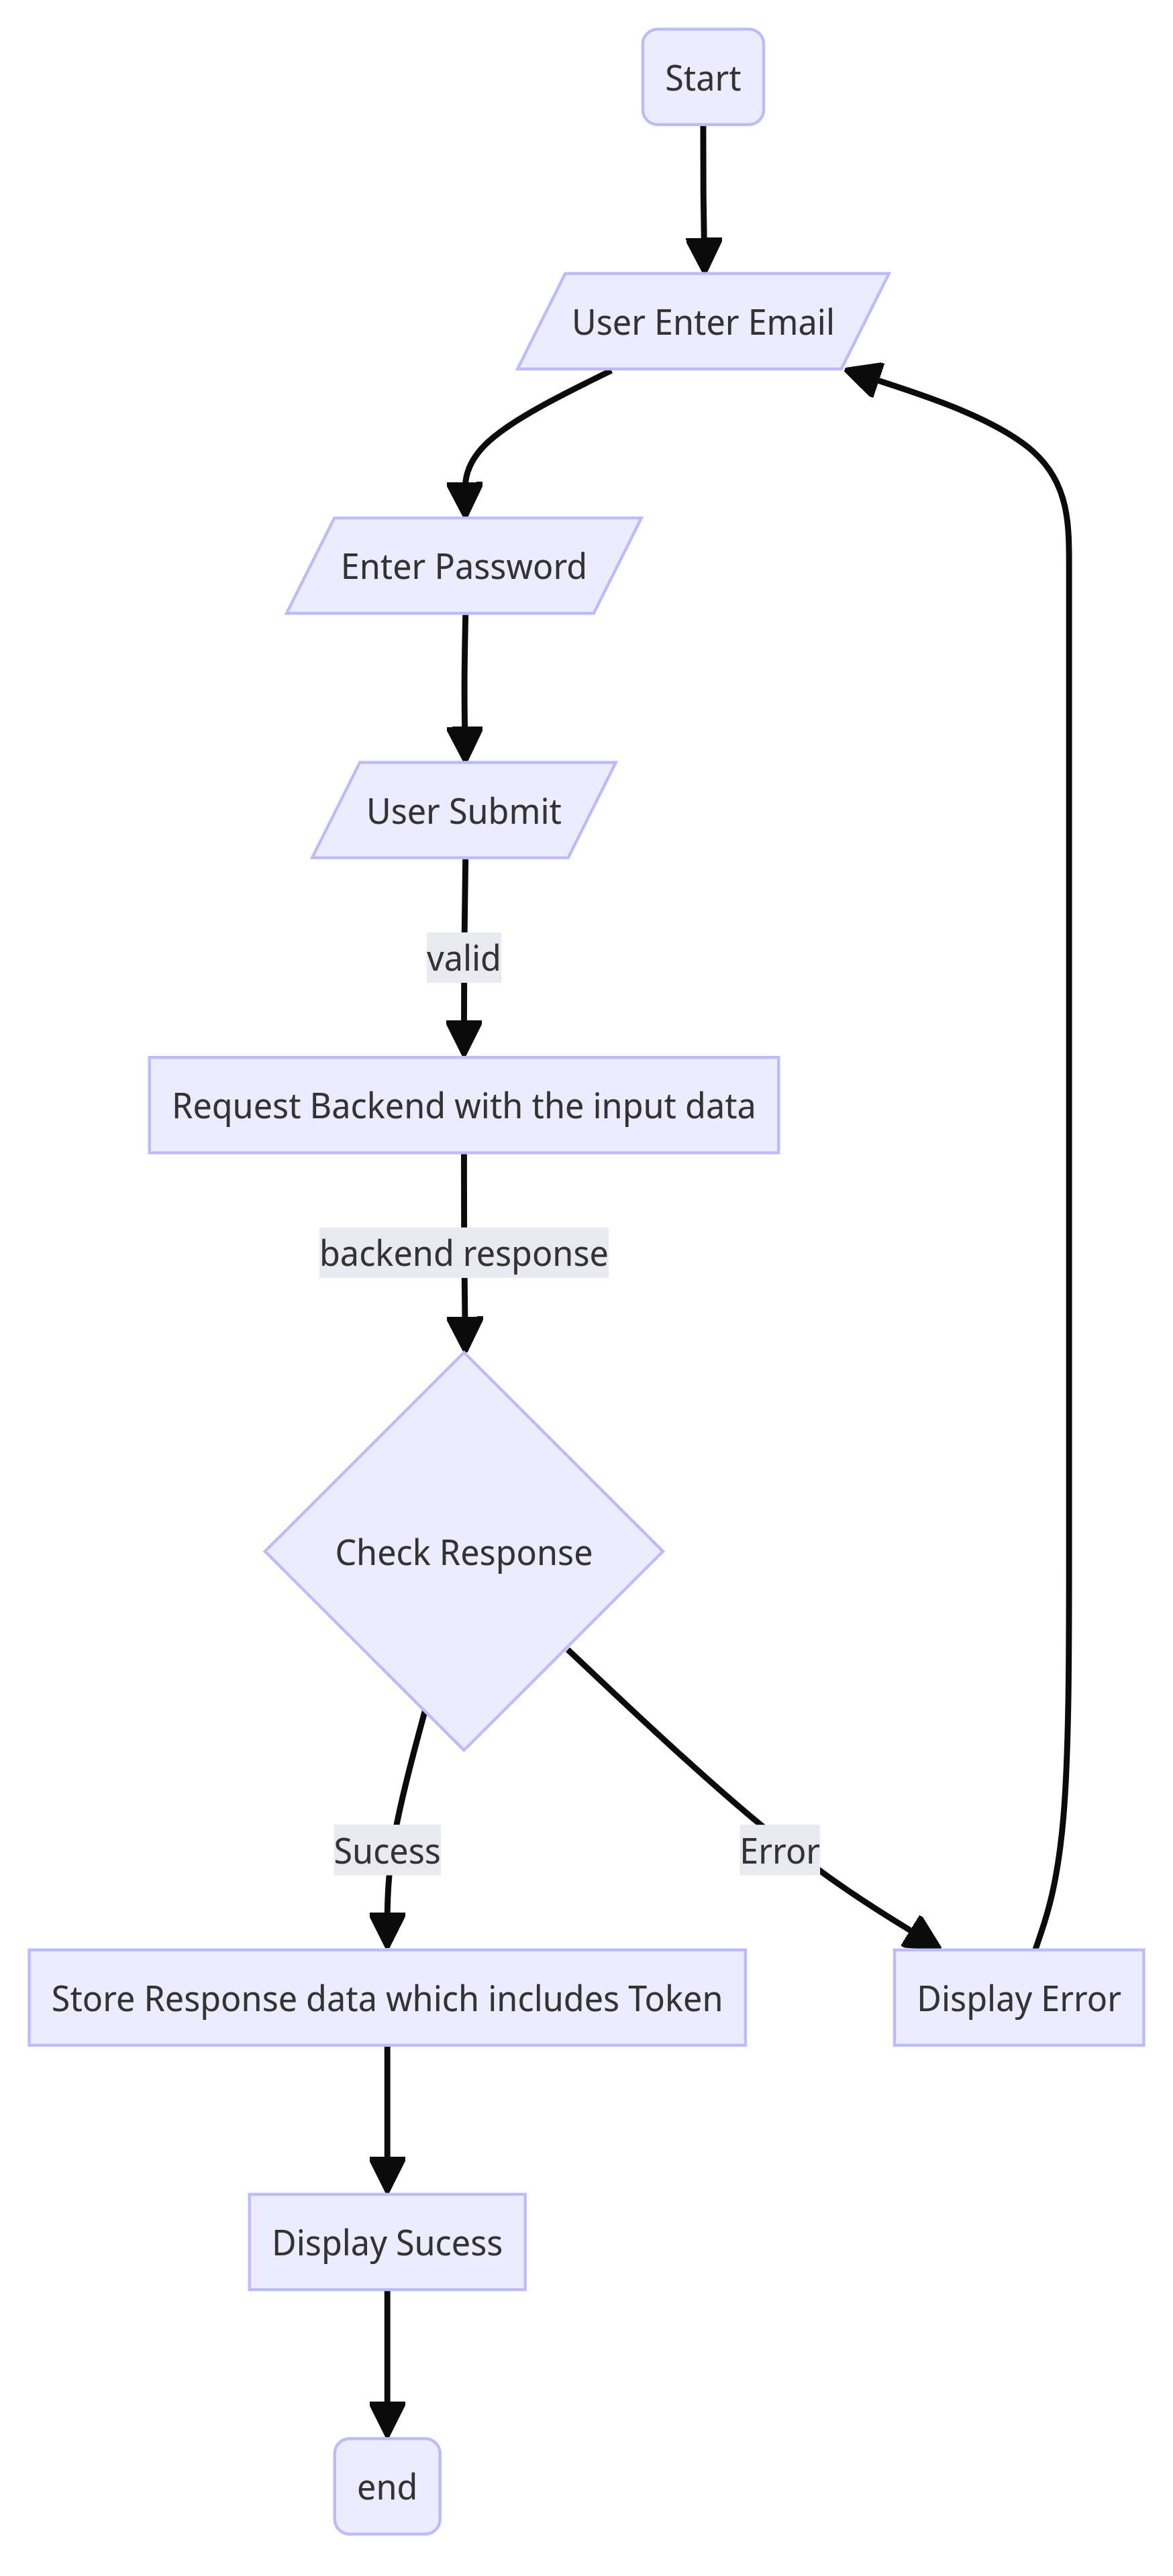 Start
User Enter Email
Enter Password
User Submit
valid
Request Backend with the input data
backend response
Check Response
Sucess
Error
Store Response data which includes Token
Display Error
Display Sucess
end